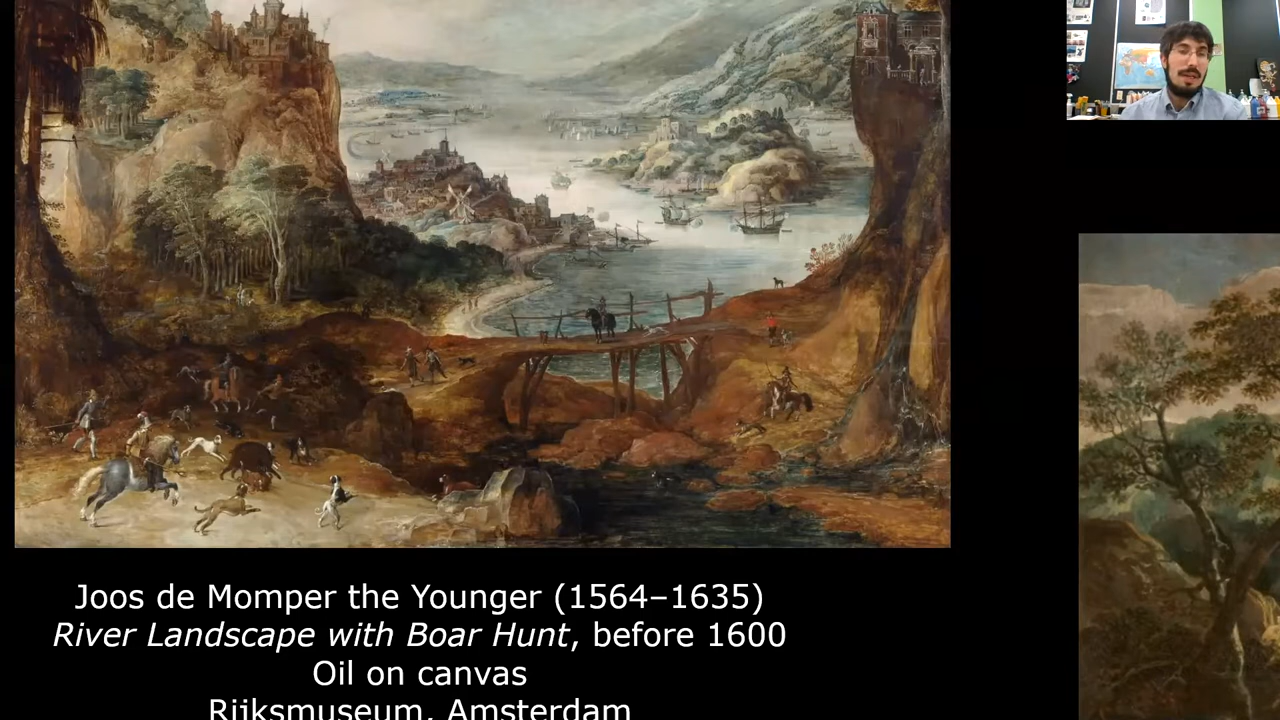 Joos de Momper the Younger (1564–1635)
River Landscape with Boar Hunt, before 1600
Oil on canvas
Rijksmuseum, Amsterdam